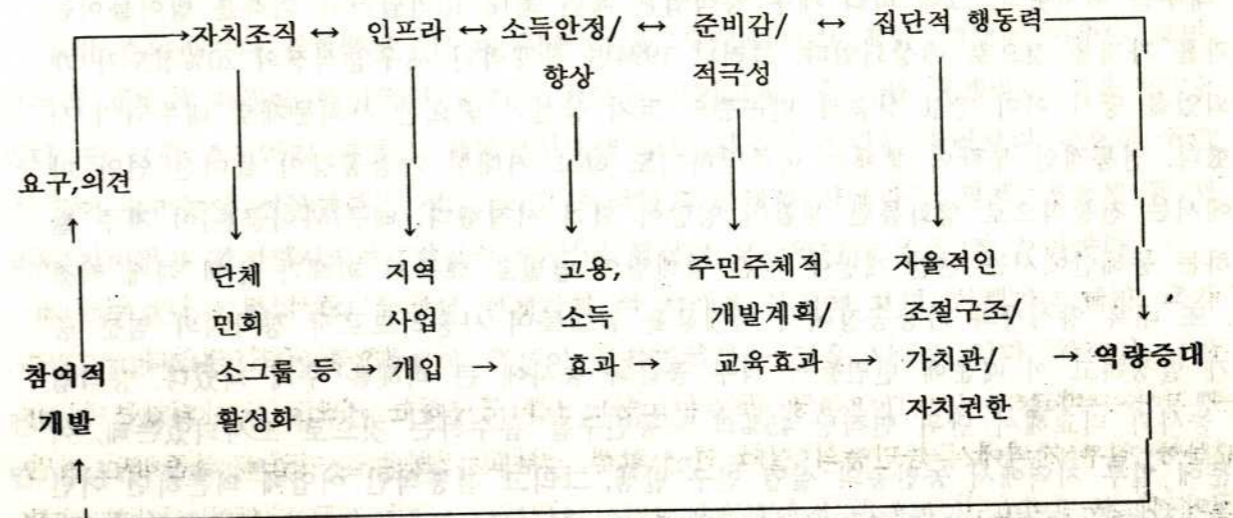 →자치조직 ↔ 인프라 ↔ 소득안정/ ↔ 준비감/ ↔ 집단적 행동력
향상 적극성
요구,의견
단체 지역 고용, 주민주체적 자율적인
민회 사업 소득 개발계획/ 조절구조/
참여적 소그룹 등 → 개입 → 효과 → 교육효과 → 가치관/ → 역량증대
개발 활성화 자치권한